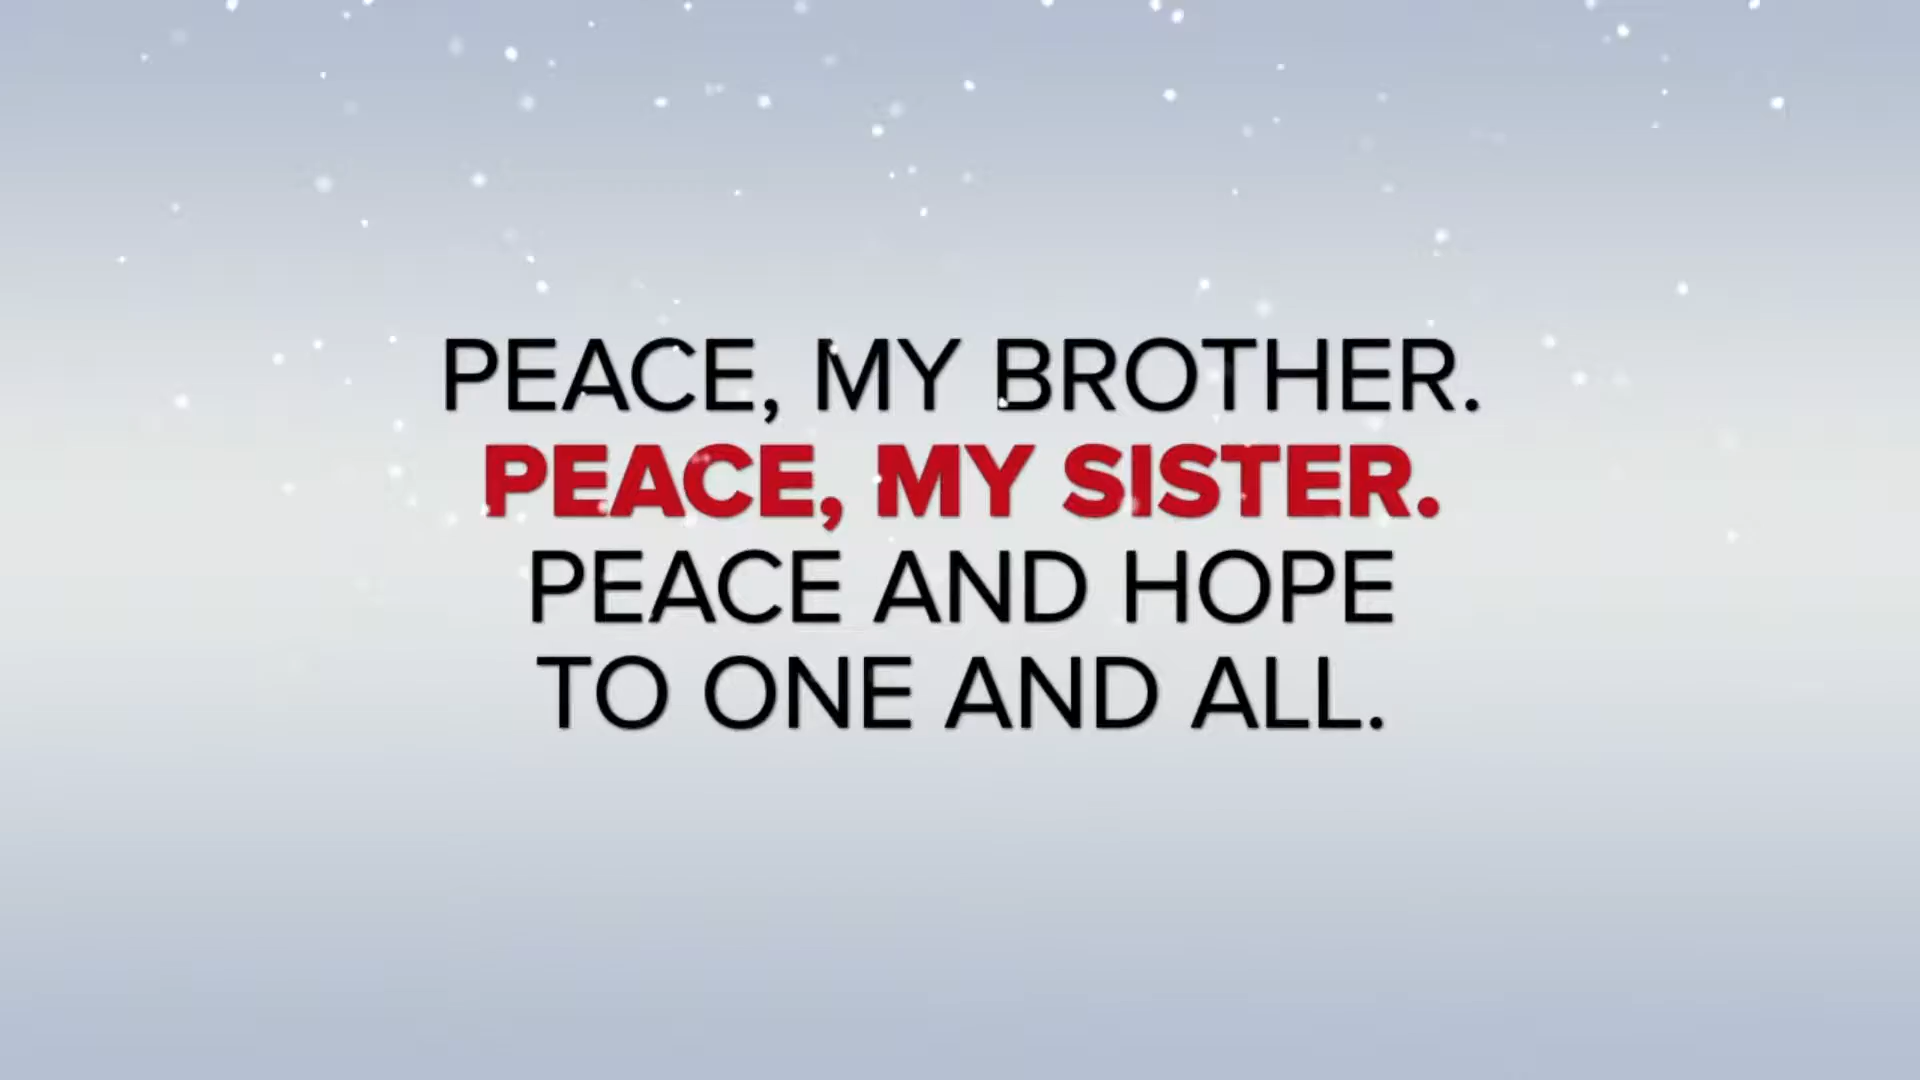 PEACE, MY BROTHER.
PEACE, MY SISTER.
PEACE AND HOPE
TO ONE AND ALL.